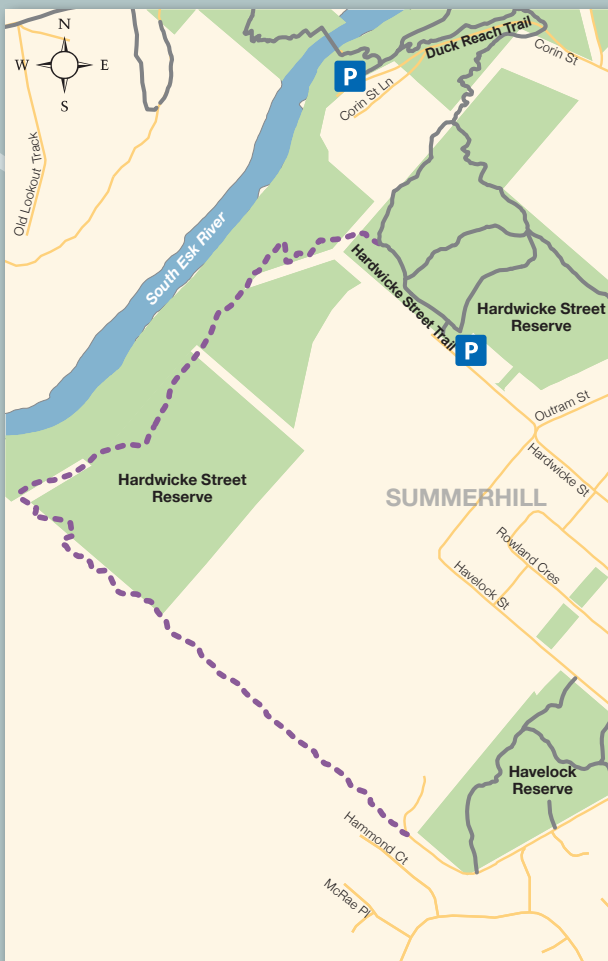 N
W
E
S
Old Lookout Track
South Esk River
P
Corin St Ln
Duck Reach Trail
Corin St
Hardwicke Street Trail
P
Hardwicke Street
Reserve
Outram St
Hardwicke St
Hardwicke Street
Reserve
SUMMERHILL
Rowland Cres
Havelock St
Havelock
Reserve
Hammond Ct
McRae Pl